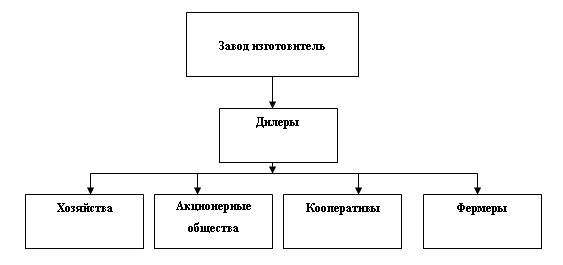 Завод изготовитель
Дилеры
Хозяйства
Акционерные
общества
Кооперативы
Фермеры